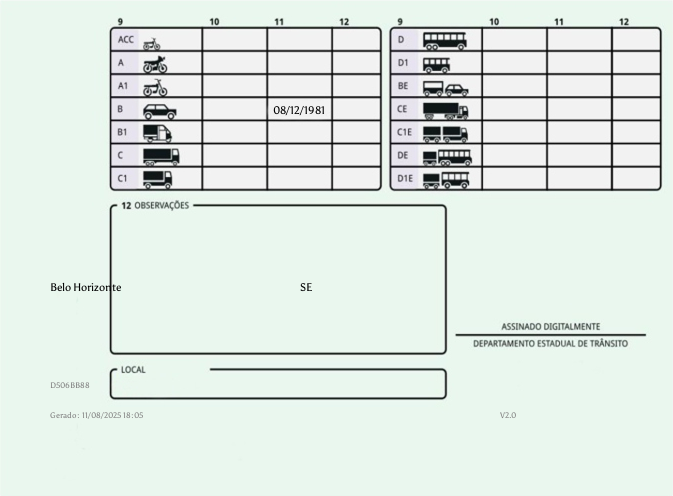 9 10 11 12 9 10 11 12
ACC D
A D1
A1 BE
B 08/12/1981 CE
B1 C1E
C DE
C1 D1E
12 OBSERVAÇÕES
Belo Horizonte SE
ASSINADO DIGITALMENTE
DEPARTAMENTO ESTADUAL DE TRÂNSITO
LOCAL
D506BB88
Gerado: 11/08/2025 18:05 V2.0